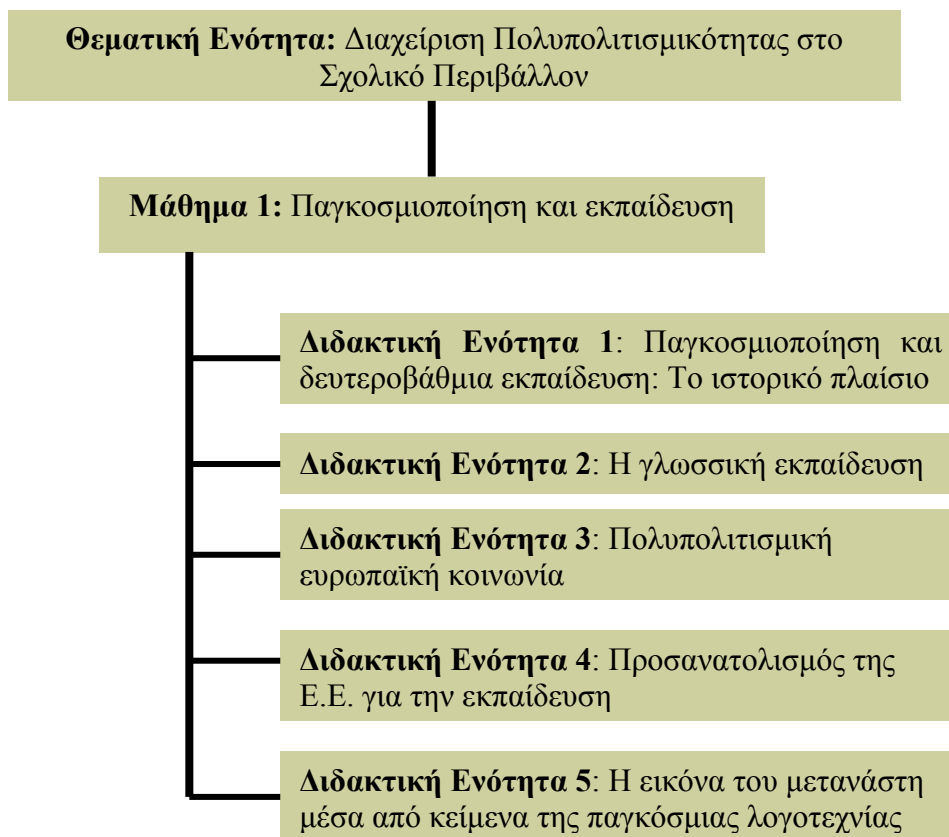 Θεματική Ενότητα: Διαχείριση Πολυπολιτισμικότητας στο
Σχολικό Περιβάλλον
Μάθημα 1: Παγκοσμιοποίηση και εκπαίδευση
Διδακτική Ενότητα 1: Παγκοσμιοποίηση και
δευτεροβάθμια εκπαίδευση: Το ιστορικό πλαίσιο
Διδακτική Ενότητα 2: Η γλωσσική εκπαίδευση
Διδακτική Ενότητα 3: Πολυπολιτισμική
ευρωπαϊκή κοινωνία
Διδακτική Ενότητα 4: Προσανατολισμός της
Ε.Ε. για την εκπαίδευση
Διδακτική Ενότητα 5: Η εικόνα του μετανάστη
μέσα από κείμενα της παγκόσμιας λογοτεχνίας